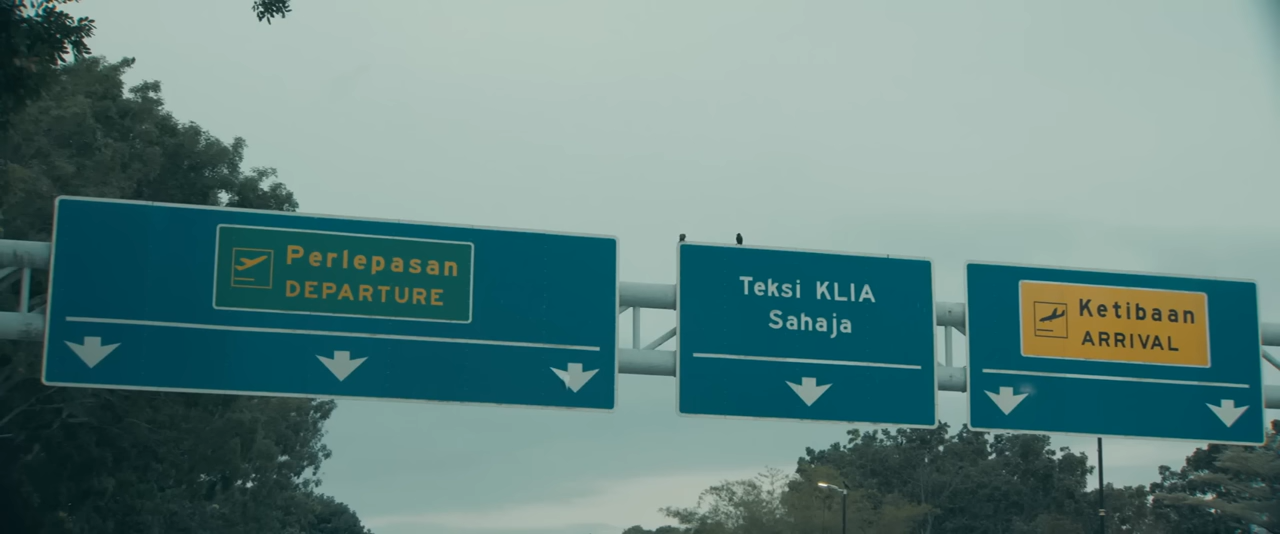 Perlepasan
DEPARTURE
Teksi KLIA
Sahaja
Ketibaan
ARRIVAL